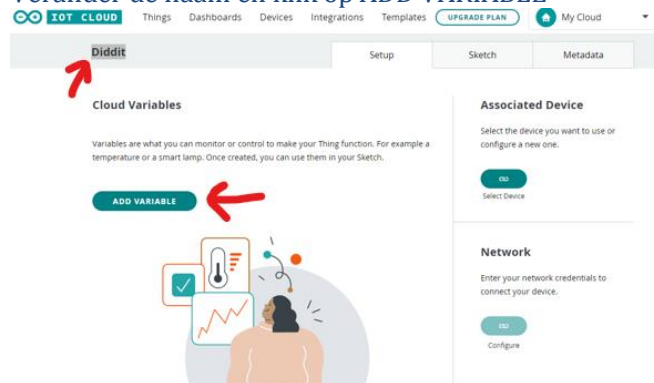 Verander de naam en klik op ADD VARIABLE
IOT CLOUD Things Dashboards Devices Integrations Templates UPGRADE PLAN My Cloud
Diddit
Setup Sketch Metadata
Cloud Variables
Variables are what you can monitor or control to make your Thing function. For example a
temperature or a smart lamp. Once created, you can use them in your Sketch.
ADD VARIABLE
Associated Device
Select the device you want to use or
configure a new one.
Select Device
Network
Enter your network credentials to
connect your device.
Configure